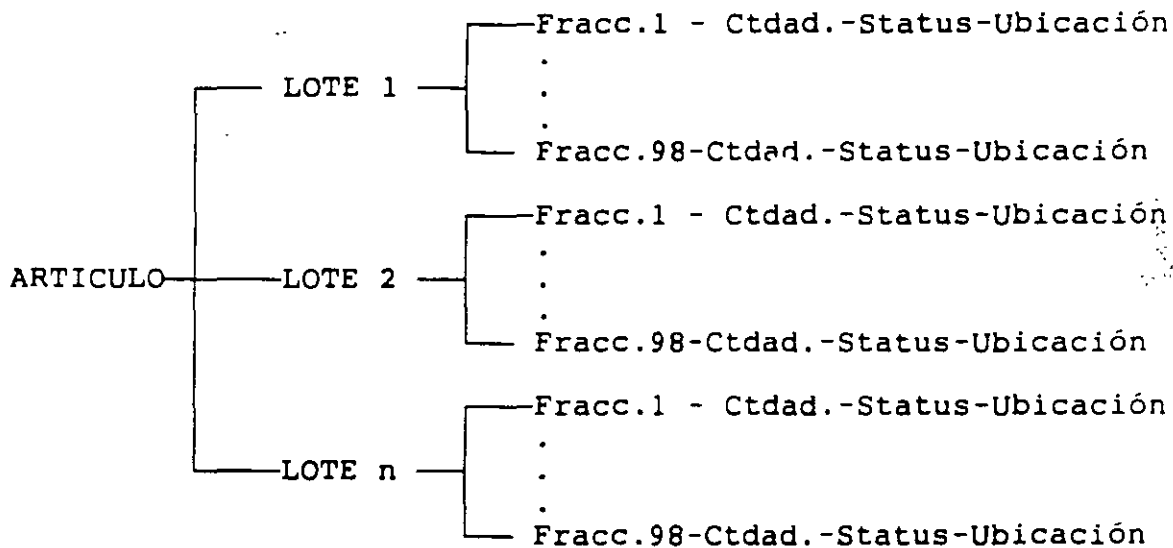 Fracc.1 - Ctdad.-Status-Ubicación
LOTE 1
Fracc.98-Ctdad.-Status-Ubicación
Fracc.1 - Ctdad.-Status-Ubicación
ARTICULO LOTE 2
Fracc.98-Ctdad.-Status-Ubicación
Fracc.1 - Ctdad.-Status-Ubicación
LOTE n
Fracc.98-Ctdad.-Status-Ubicación